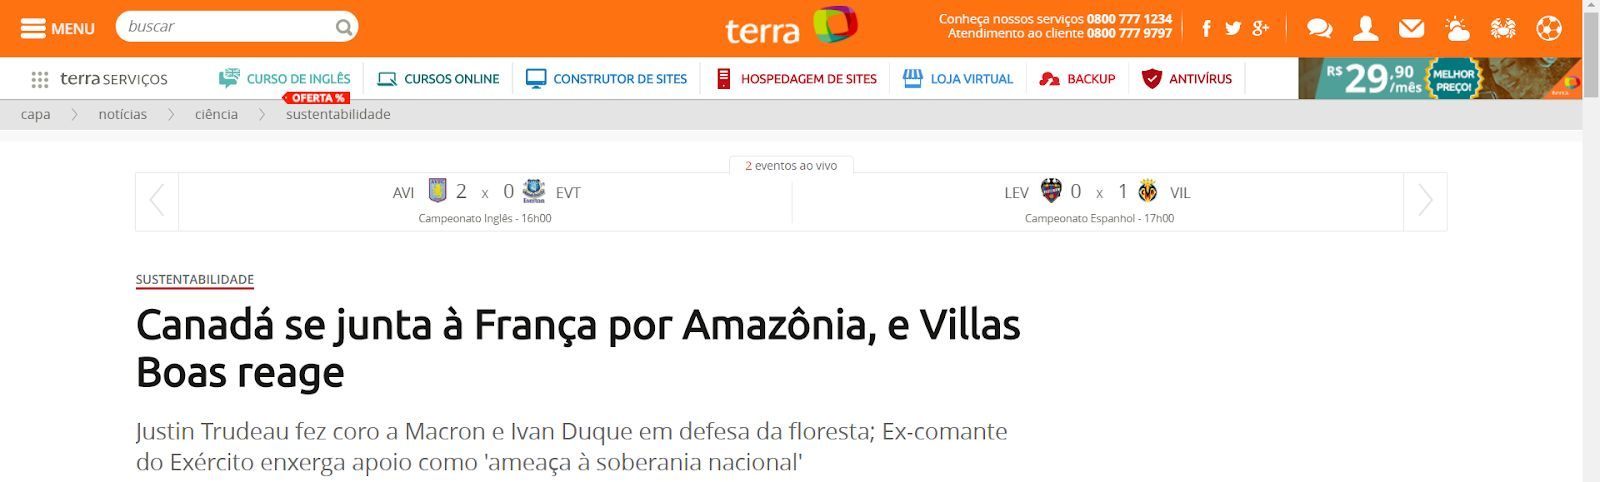 MENU
buscar
terra
Conheça nossos serviços 0800 777 1234
Atendimento ao cliente 0800 777 9797
terra SERVIÇOS
CURSO DE INGLÊS
OFERTA %
CURSOS ONLINE
CONSTRUTOR DE SITES
HOSPEDAGEM DE SITES
LOJA VIRTUAL
BACKUP
ANTIVÍRUS
R$ 29,90 /mês
MELHOR PREÇO!
capa notícias ciência sustentabilidade
2 eventos ao vivo
AVI 2 x 0 EVT
Campeonato Inglês - 16h00
LEV 0 x 1 VIL
Campeonato Espanhol - 17h00
SUSTENTABILIDADE
Canadá se junta à França por Amazônia, e Villas
Boas reage
Justin Trudeau fez coro a Macron e Ivan Duque em defesa da floresta; Ex-comante
do Exército enxerga apoio como 'ameaça à soberania nacional'